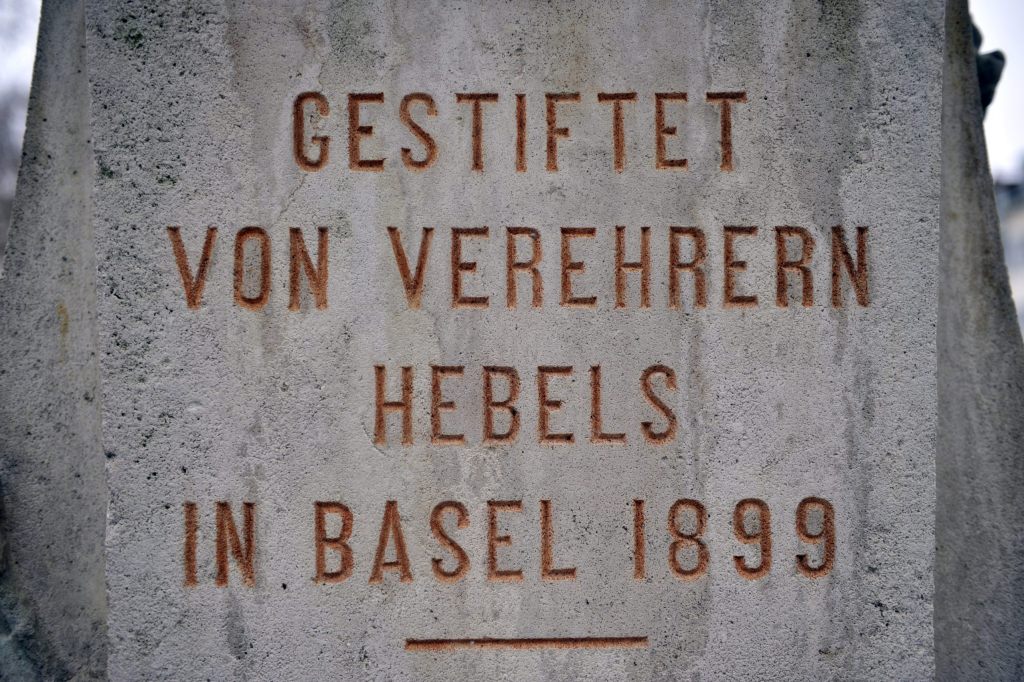 GESTIFTET
VON VEREHRERN
HEBELS
IN BASEL 1899